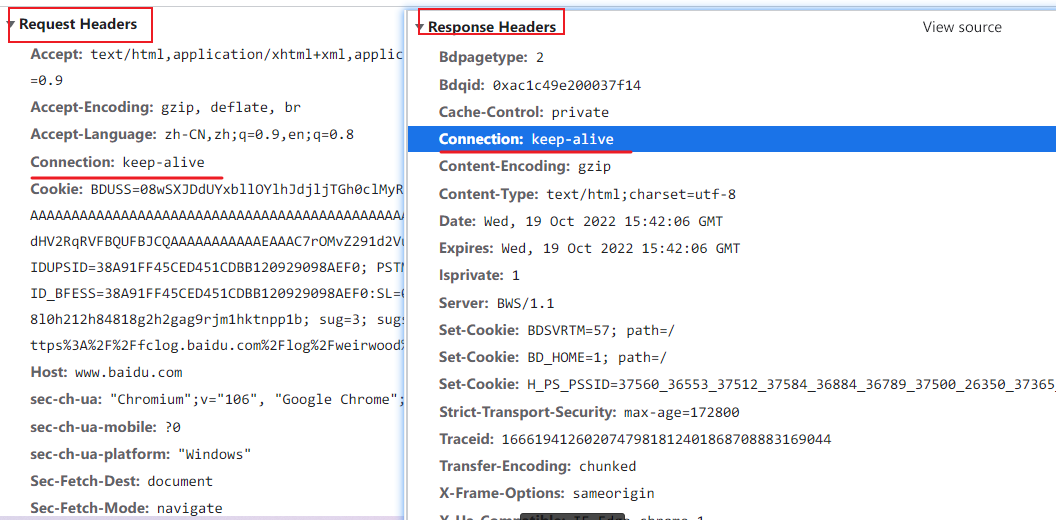 Request Headers
Accept: text/html,application/xhtml+xml,applic
=0.9
Accept-Encoding: gzip, deflate, br
Accept-Language: zh-CN,zh;q=0.9,en;q=0.8
Connection: keep-alive
Cookie: BDUSS=08wSXJDdUYxbllOYlhJdjljTGh0clMyR
AAAAAAAAAAAAAAAAAAAAAAAAAAAAAAAAAAAAAAAAAAAAA
dHV2RqRVFBQUFBJCQAAAAAAAAAAAEAAAC7rOMvZ291d2Vu
IDUPSID=38A91FF45CED451CDBB120929098AEF0; PSTM
ID_BFESS=38A91FF45CED451CDBB120929098AEF0:SL=
8l0h212h84818g2h2gag9rjm1hktnpp1b; sug=3; sugs
ttps%3A%2F%2Ffclog.baidu.com%2Flog%2Fweirwood%
Host: www.baidu.com
sec-ch-ua: "Chromium";v="106", "Google Chrome";
sec-ch-ua-mobile: ?0
sec-ch-ua-platform: "Windows"
Sec-Fetch-Dest: document
Sec-Fetch-Mode: navigate
Response Headers
View source
Bdpagetype: 2
Bdqid: 0xac1c49e200037f14
Cache-Control: private
Connection: keep-alive
Content-Encoding: gzip
Content-Type: text/html;charset=utf-8
Date: Wed, 19 Oct 2022 15:42:06 GMT
Expires: Wed, 19 Oct 2022 15:42:06 GMT
Isprivate: 1
Server: BWS/1.1
Set-Cookie: BDSVRTM=57; path=/
Set-Cookie: BD_HOME=1; path=/
Set-Cookie: H_PS_PSSID=37560_36553_37512_37584_36884_36789_37500_26350_37365
Strict-Transport-Security: max-age=172800
Traceid: 1666194126020747981812401868708883169044
Transfer-Encoding: chunked
X-Frame-Options: sameorigin